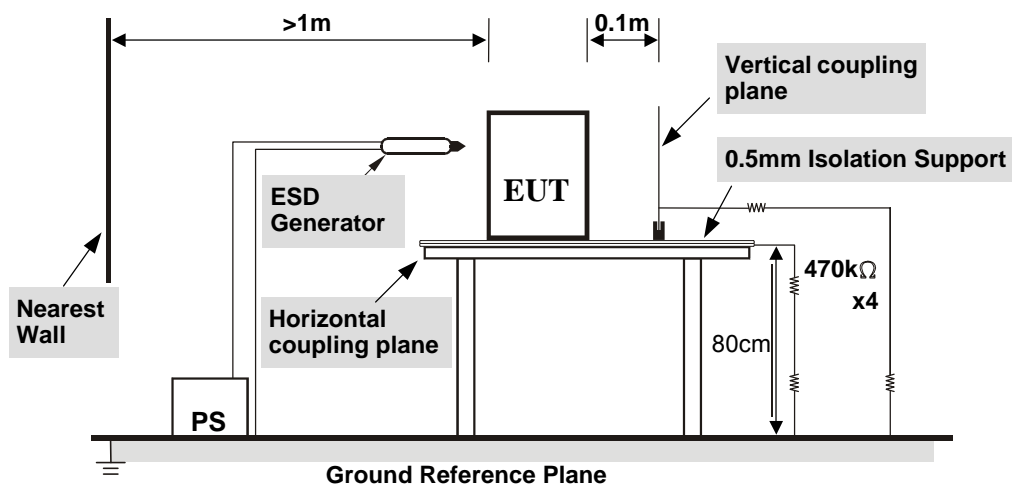 >1m
0.1m
Vertical coupling
plane
0.5mm Isolation Support
ESD
Generator
EUT
Nearest
Wall
Horizontal
coupling plane
470kΩ
x4
80cm
PS
Ground Reference Plane